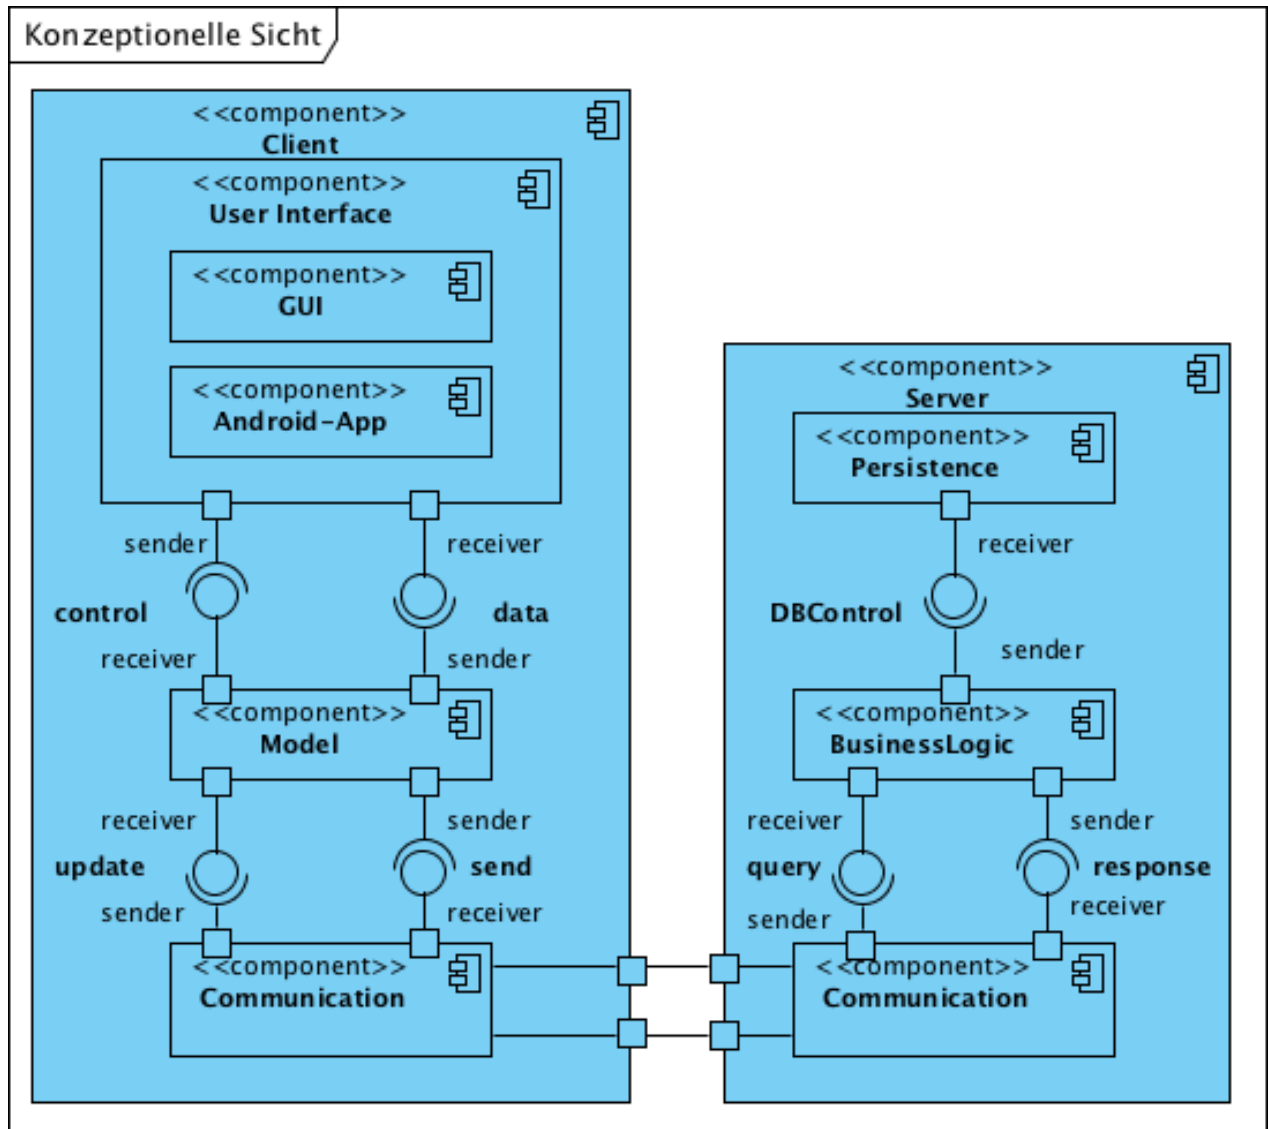 Konzeptionelle Sicht
<<component>>
Client
<<component>>
User Interface
<<component>>
GUI
<<component>>
Android-App
sender
receiver
control
data
receiver
sender
<<component>>
Model
receiver
sender
update
send
sender
receiver
<<component>>
Communication
<<component>>
Server
<<component>>
Persistence
receiver
DBControl
sender
<<component>>
BusinessLogic
receiver
sender
query
response
sender
receiver
<<component>>
Communication